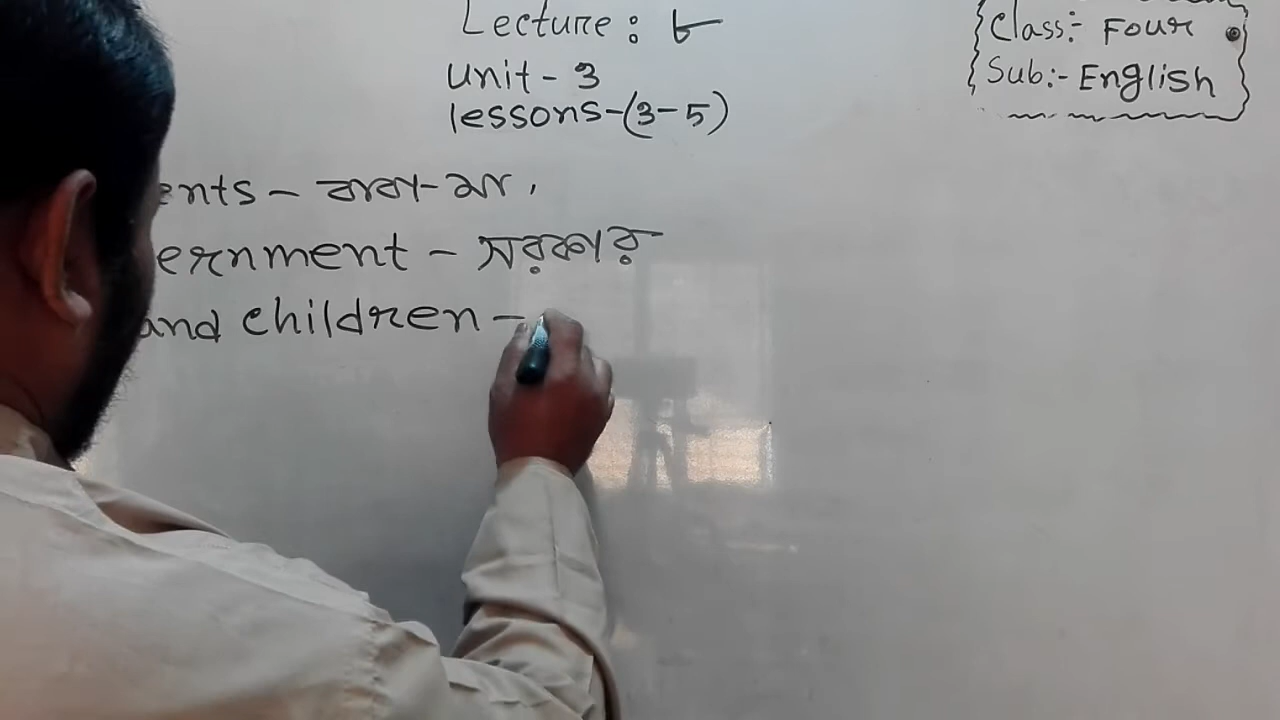 Lecture : ৮
unit - 3
lessons-(3-5)
Class:- Four
Sub:- English
ents - বাবা-মা,
ernment - সরকার
and children -